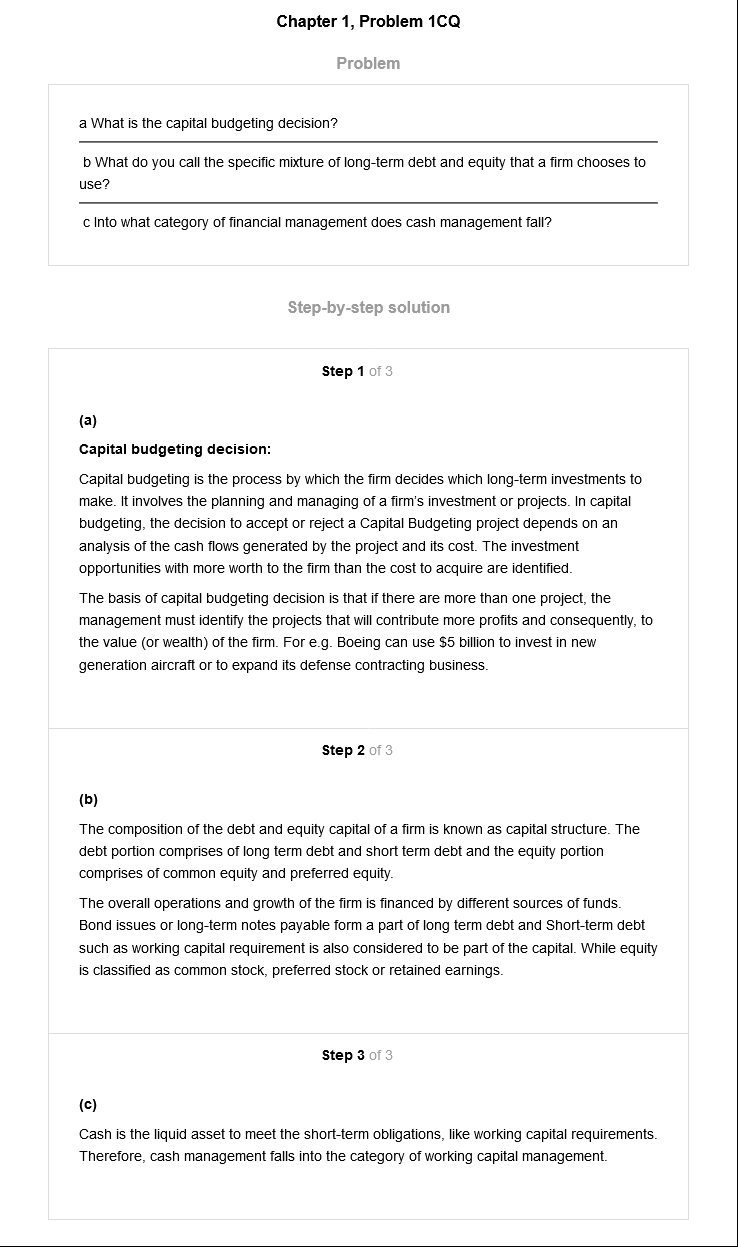 Chapter 1, Problem 1CQ
Problem
a What is the capital budgeting decision?
b What do you call the specific mixture of long-term debt and equity that a firm chooses to
use?
c Into what category of financial management does cash management fall?
Step-by-step solution
Step 1 of 3
(a)
Capital budgeting decision:
Capital budgeting is the process by which the firm decides which long-term investments to
make. It involves the planning and managing of a firm's investment or projects. In capital
budgeting, the decision to accept or reject a Capital Budgeting project depends on an
analysis of the cash flows generated by the project and its cost. The investment
opportunities with more worth to the firm than the cost to acquire are identified.
The basis of capital budgeting decision is that if there are more than one project, the
management must identify the projects that will contribute more profits and consequently, to
the value (or wealth) of the firm. For e.g. Boeing can use $5 billion to invest in new
generation aircraft or to expand its defense contracting business.
Step 2 of 3
(b)
The composition of the debt and equity capital of a firm is known as capital structure. The
debt portion comprises of long term debt and short term debt and the equity portion
comprises of common equity and preferred equity.
The overall operations and growth of the firm is financed by different sources of funds.
Bond issues or long-term notes payable form a part of long term debt and Short-term debt
such as working capital requirement is also considered to be part of the capital. While equity
is classified as common stock, preferred stock or retained earnings.
Step 3 of 3
(c)
Cash is the liquid asset to meet the short-term obligations, like working capital requirements.
Therefore, cash management falls into the category of working capital management.